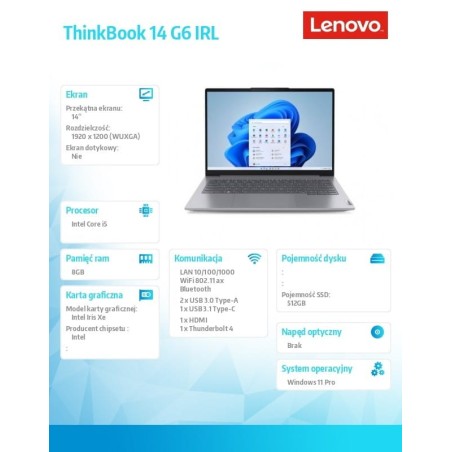 ThinkBook 14 G6 IRL
Lenovo
Ekran
Przekątna ekranu:
14"
Rozdzielczość:
1920 x 1200 (WUXGA)
Ekran dotykowy:
Nie
Procesor
Intel Core i5
Pamięć ram
8GB
Karta graficzna
Model karty graficznej:
Intel Iris Xe
Producent chipsetu:
Intel
:
Komunikacja
LAN 10/100/1000
WiFi 802.11 ax
Bluetooth
2 x USB 3.0 Type-A
1 x USB3.1 Type-C
1 x HDMI
1 x Thunderbolt 4
Pojemność dysku
:
:
Pojemność SSD:
512GB
Napęd optyczny
Brak
System operacyjny
Windows 11 Pro